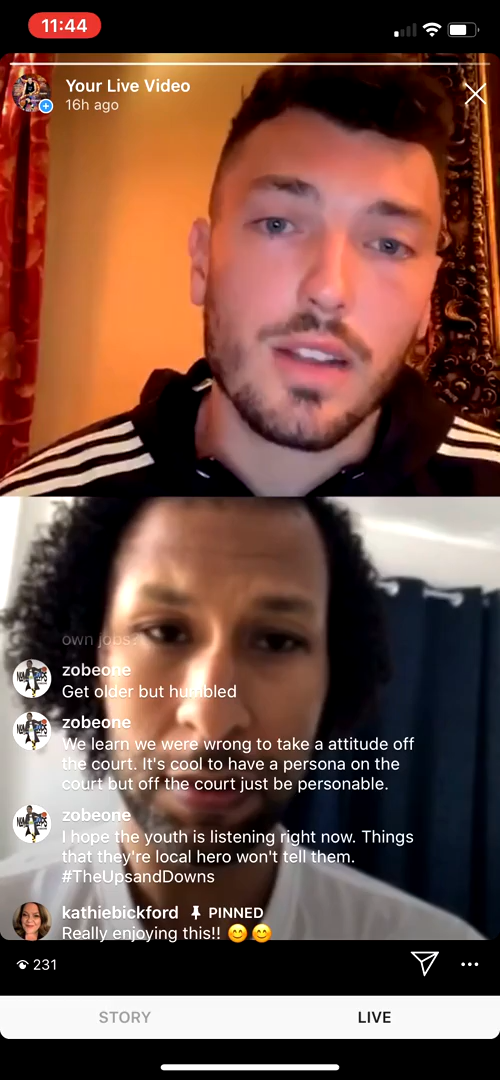 11:44
Your Live Video
16h ago
own jobs?
zobeone
Get older but humbled
zobeone
We learn we were wrong to take a attitude off
the court. It's cool to have a persona on the
court but off the court just be personable.
zobeone
I hope the youth is listening right now. Things
that they're local hero won't tell them.
#TheUpsandDowns
kathiebickford PINNED
Really enjoying this!! 😊😊
231
STORY LIVE